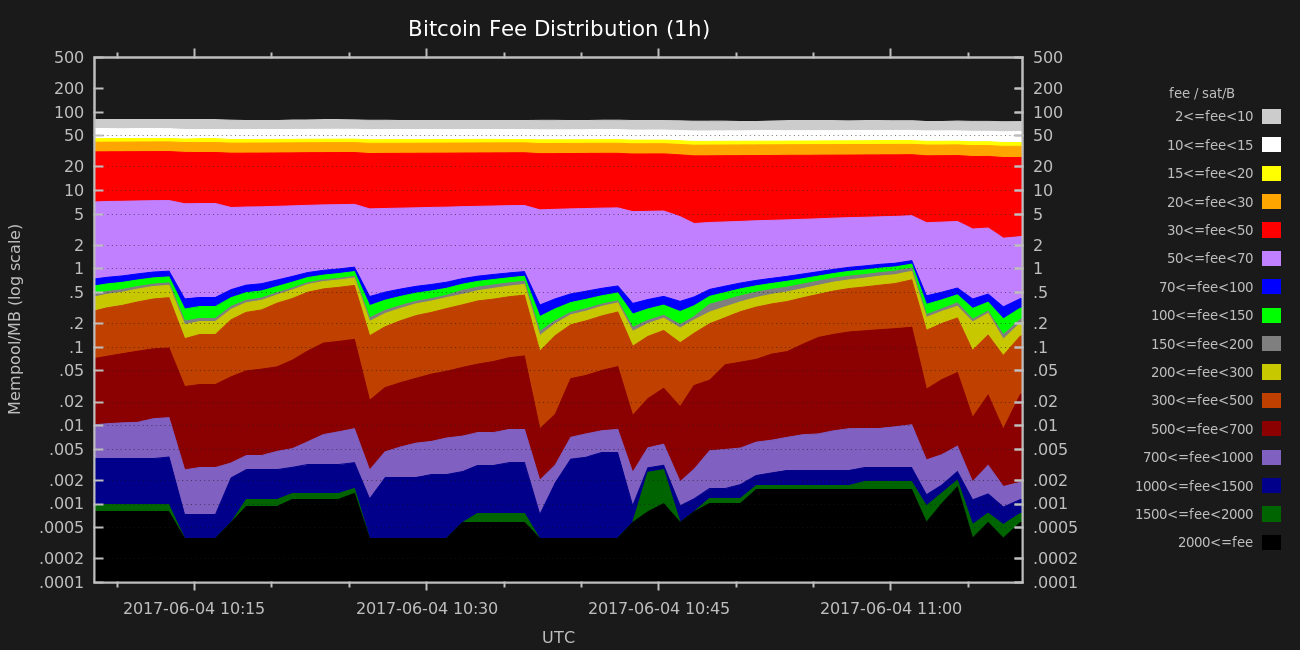 Bitcoin Fee Distribution (1h)
Mempool/MB (log scale)
500
200
100
50
20
10
5
2
1
.5
.2
.1
.05
.02
.01
.005
.002
.001
.0005
.0002
.0001
500
200
100
50
20
10
5
2
1
.5
.2
.1
.05
.02
.01
.005
.002
.001
.0005
.0002
.0001
2017-06-04 10:15
2017-06-04 10:30
2017-06-04 10:45
2017-06-04 11:00
UTC
fee / sat/B
2<=fee<10
10<=fee<15
15<=fee<20
20<=fee<30
30<=fee<50
50<=fee<70
70<=fee<100
100<=fee<150
150<=fee<200
200<=fee<300
300<=fee<500
500<=fee<700
700<=fee<1000
1000<=fee<1500
1500<=fee<2000
2000<=fee